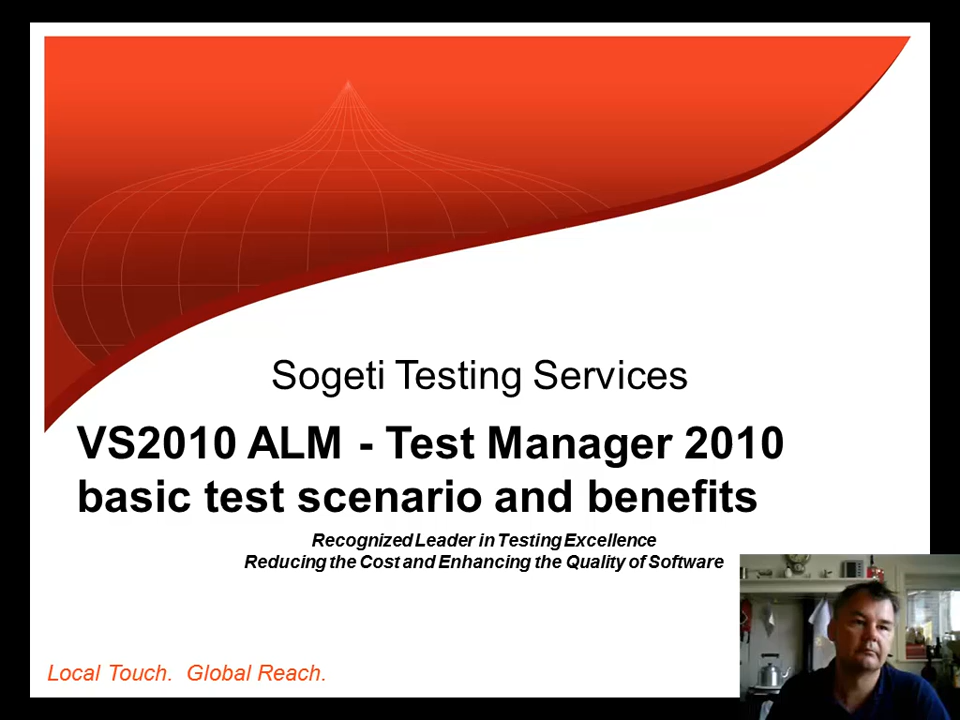 Sogeti Testing Services
VS2010 ALM - Test Manager 2010
basic test scenario and benefits
Recognized Leader in Testing Excellence
Reducing the Cost and Enhancing the Quality of Software
Local Touch. Global Reach.